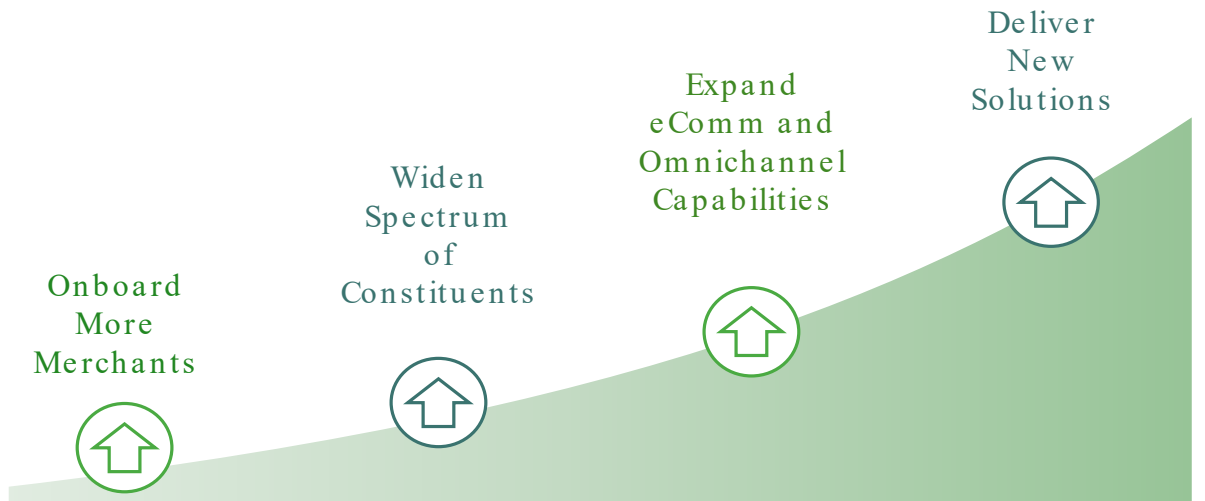 Onboard
More
Merchants
Widen
Spectrum
of
Constituents
Expand
eComm and
Omnichannel
Capabilities
Deliver
New
Solutions